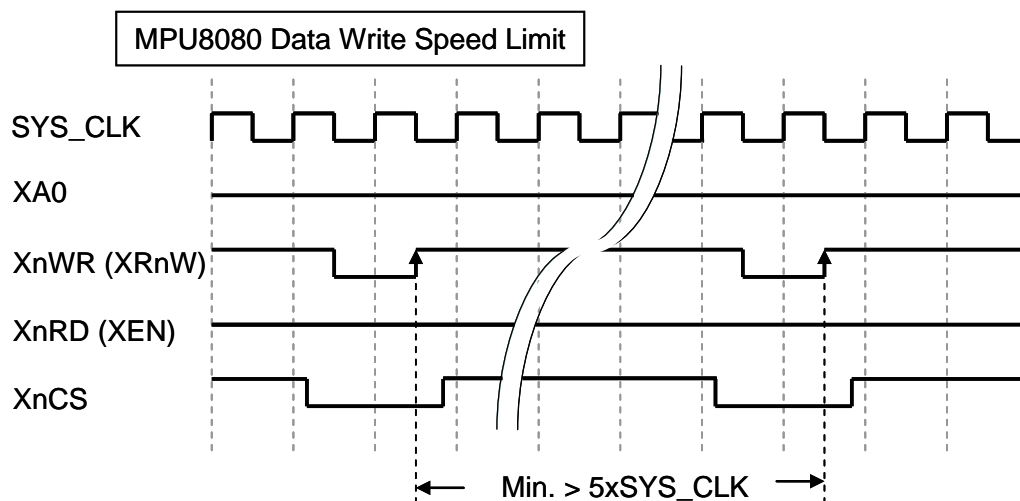 MPU8080 Data Write Speed Limit
SYS_CLK
XA0
XnWR (XRnW)
XnRD (XEN)
XnCS
Min. > 5xSYS_CLK